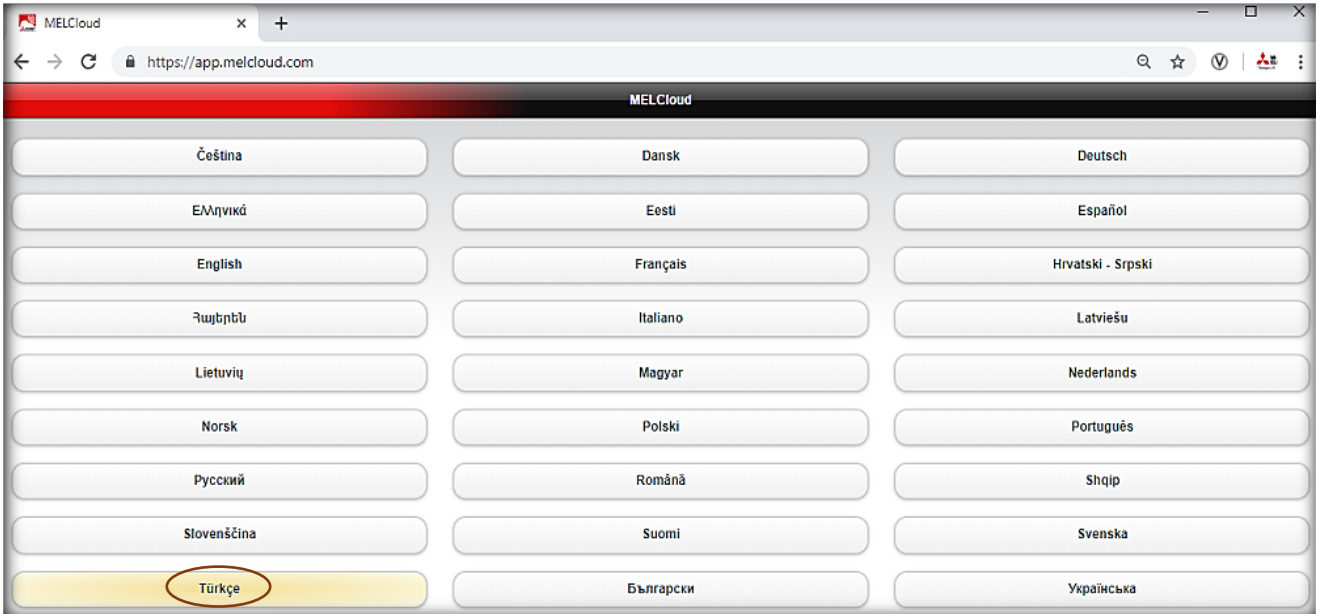 MELCloud
https://app.melcloud.com
MELCloud
Čeština Dansk Deutsch
Ελληνικά Eesti Español
English Français Hrvatski - Srpski
Հայերեն Italiano Latviešu
Lietuvių Magyar Nederlands
Norsk Polski Português
Русский Română Shqip
Slovenščina Suomi Svenska
Türkçe Български Українська